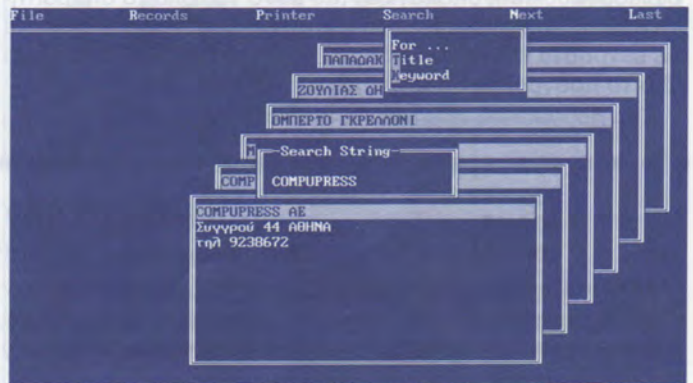 File Records Printer Search Next Last
For ...
Title
Keyword
ΠΑΠΑΔΑΚ
ΖΟΥΛΙΑΣ ΔΗ
ΟΜΠΕΡΤΟ ΓΚΡΕΛΛΟΝΙ
Search String
COMP COMPUPRESS
COMPUPRESS AE
Συγγρού 44 ΑΘΗΝΑ
τηλ 9238672